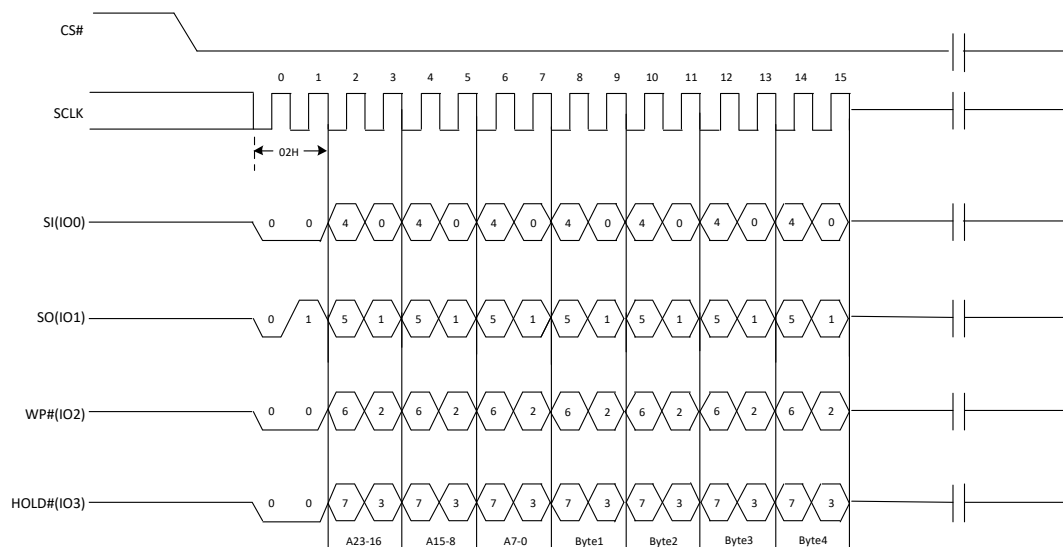 CS#
0 1 2 3 4 5 6 7 8 9 10 11 12 13 14 15
SCLK
02H
SI(IO0) 0 0 4 0 4 0 4 0 4 0 4 0 4 0 4 0
SO(IO1) 0 1 5 1 5 1 5 1 5 1 5 1 5 1 5 1
WP#(IO2) 0 0 6 2 6 2 6 2 6 2 6 2 6 2 6 2
HOLD#(IO3) 0 0 7 3 7 3 7 3 7 3 7 3 7 3 7 3
A23-16 A15-8 A7-0 Byte1 Byte2 Byte3 Byte4